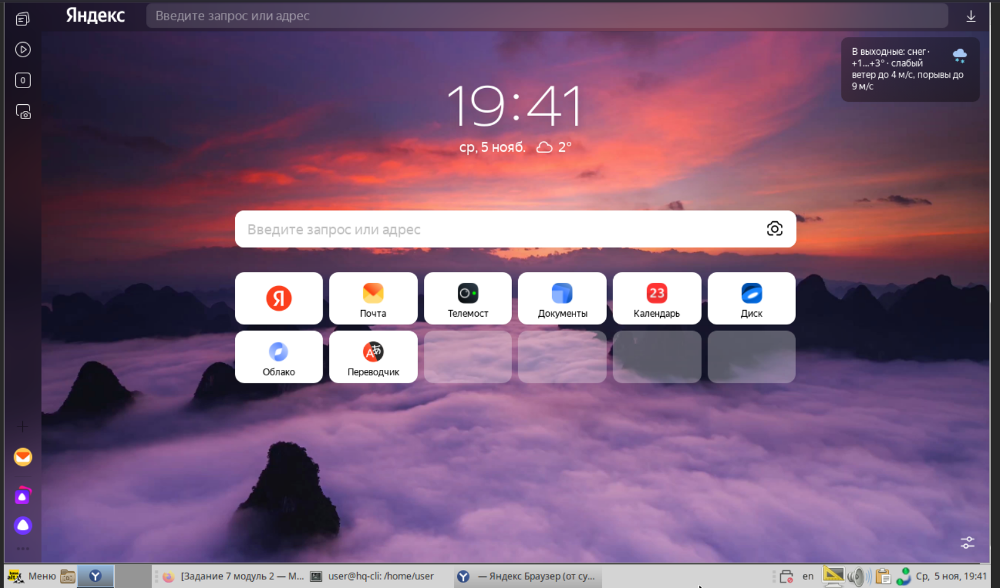 Яндекс
Введите запрос или адрес
0
В выходные: снег ·
+1...+3° · слабый
ветер до 4 м/с, порывы до
9 м/с
19:41
ср, 5 нояб. 2°
Введите запрос или адрес
Я
Почта
Телемост
Документы
23
Календарь
Диск
Облако
Переводчик
Меню
[Задание 7 модуль 2 — М...
user@hq-cli: /home/user
— Яндекс Браузер (от су...
en
Ср, 5 ноя, 19:41